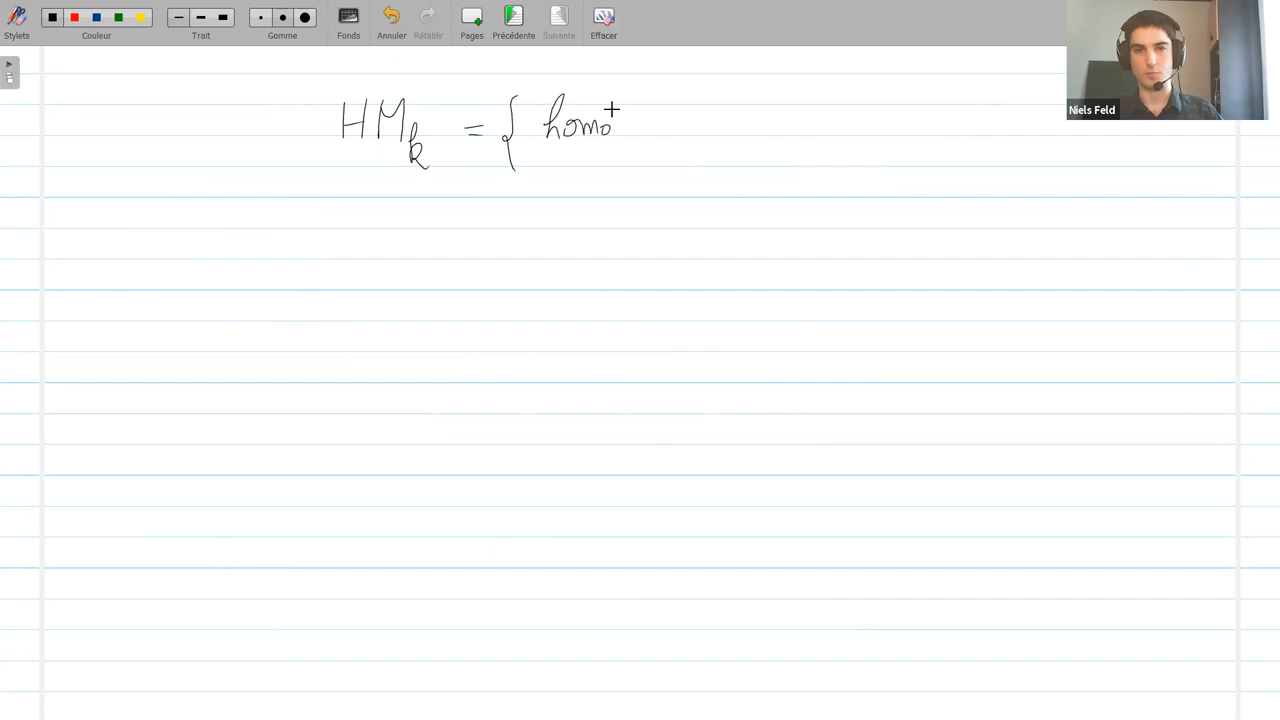 Stylets Couleur Trait Gomme Fonds Annuler Rétablir Pages Précédente Suivante Effacer
Niels Feld
HM_k = { homo